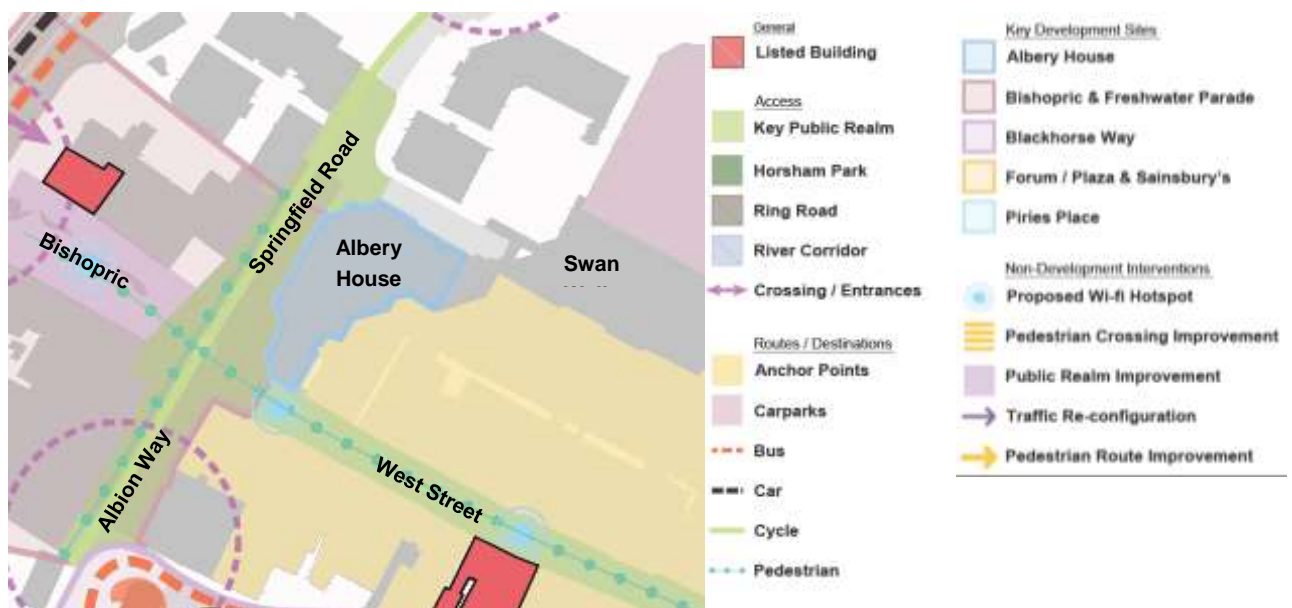 Springfield Road
Albery
House
Swan
Bishopric
Albion Way
West Street
General
Listed Building
Access
Key Public Realm
Horsham Park
Ring Road
River Corridor
Crossing / Entrances
Routes / Destinations
Anchor Points
Carparks
Bus
Car
Cycle
Pedestrian
Key Development Sites
Albery House
Bishopric & Freshwater Parade
Blackhorse Way
Forum / Plaza & Sainsbury's
Piries Place
Non-Development Interventions
Proposed Wi-fi Hotspot
Pedestrian Crossing Improvement
Public Realm Improvement
Traffic Re-configuration
Pedestrian Route Improvement